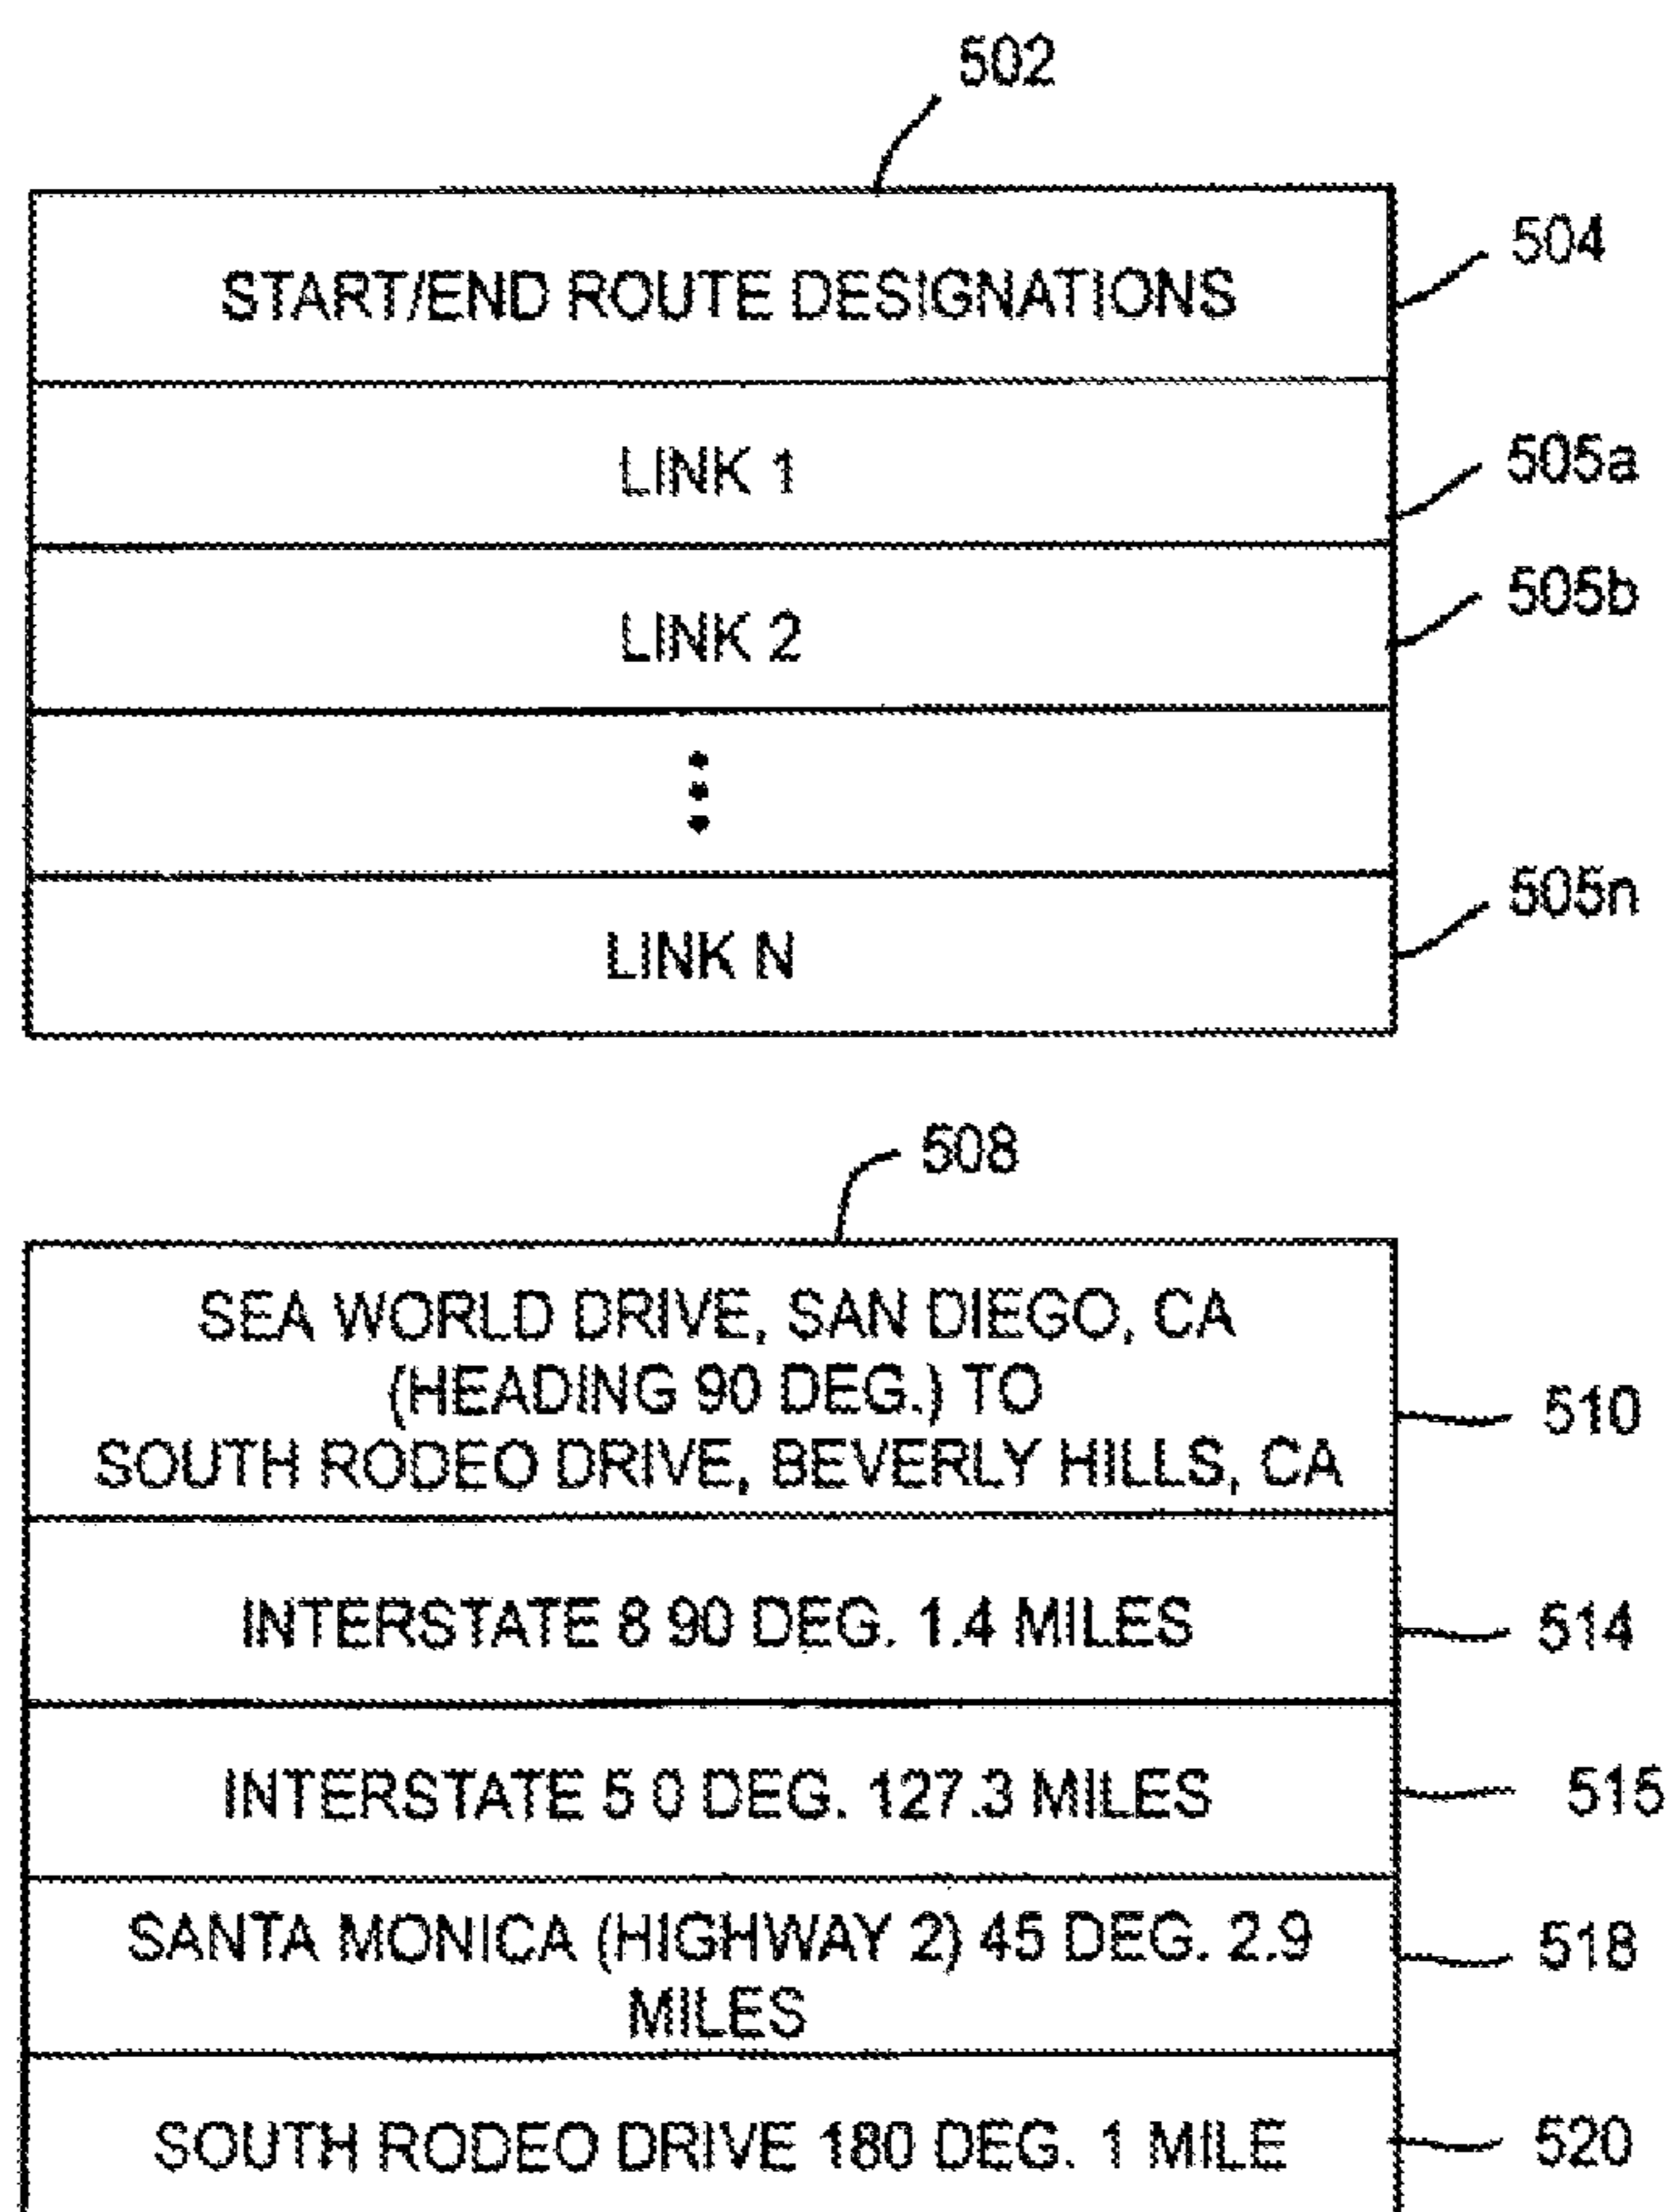 502
START/END ROUTE DESIGNATIONS
504
LINK 1
505a
LINK 2
505b
LINK N
505n
508
SEA WORLD DRIVE, SAN DIEGO, CA
(HEADING 90 DEG.) TO
SOUTH RODEO DRIVE, BEVERLY HILLS, CA
510
INTERSTATE 8 90 DEG. 1.4 MILES
514
INTERSTATE 5 0 DEG. 127.3 MILES
515
SANTA MONICA (HIGHWAY 2) 45 DEG. 2.9
MILES
518
SOUTH RODEO DRIVE 180 DEG. 1 MILE
520